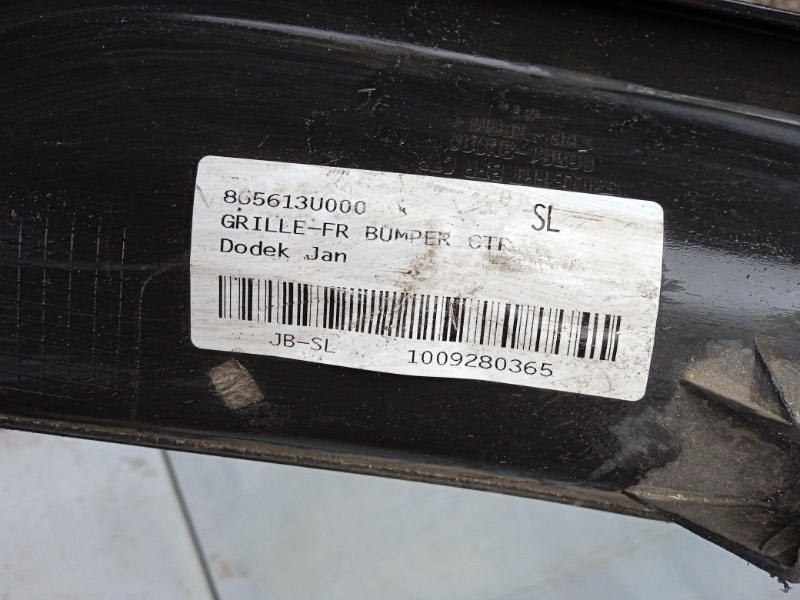 865613U000
SL
GRILLE-FR BUMPER CTR
Dodek Jan
JB-SL
1009280365